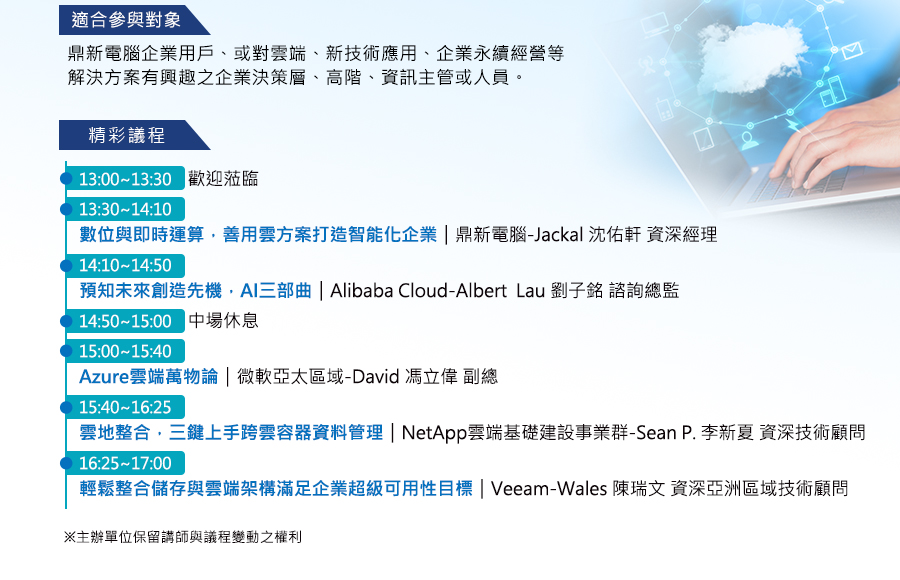 適合參與對象
鼎新電腦企業用戶、或對雲端、新技術應用、企業永續經營等
解決方案有興趣之企業決策層、高階、資訊主管或人員。
精彩議程
13:00~13:30 歡迎蒞臨
13:30~14:10
數位與即時運算，善用雲方案打造智能化企業｜鼎新電腦-Jackal 沈佑軒 資深經理
14:10~14:50
預知未來創造先機，AI三部曲｜Alibaba Cloud-Albert Lau 劉子銘 諮詢總監
14:50~15:00 中場休息
15:00~15:40
Azure雲端萬物論｜微軟亞太區域-David 馮立偉 副總
15:40~16:25
雲地整合，三鍵上手跨雲容器資料管理｜NetApp雲端基礎建設事業群-Sean P. 李新夏 資深技術顧問
16:25~17:00
輕鬆整合儲存與雲端架構滿足企業超級可用性目標｜Veeam-Wales 陳瑞文 資深亞洲區域技術顧問
※主辦單位保留講師與議程變動之權利